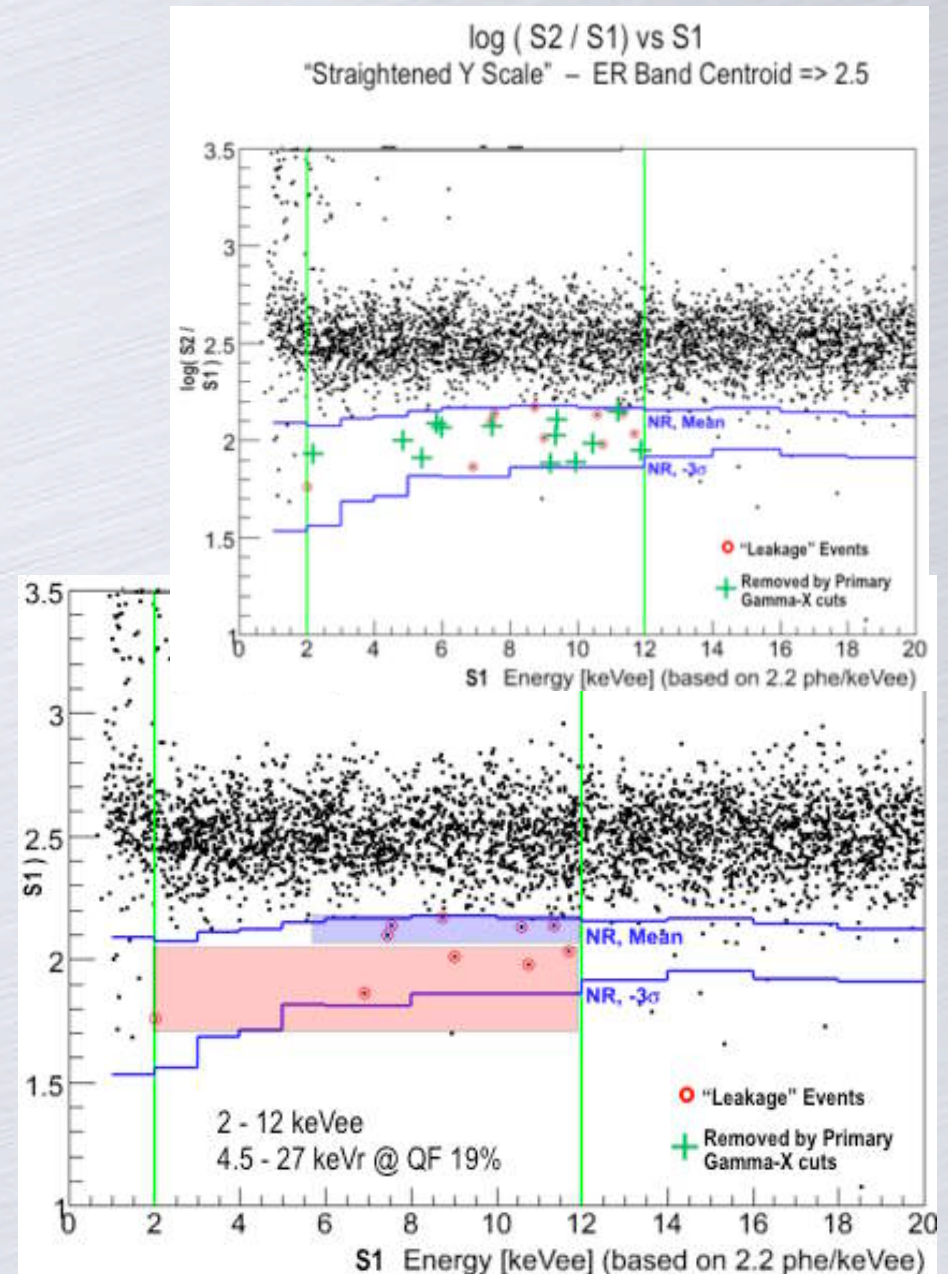 log ( S2 / S1) vs S1
“Straightened Y Scale” – ER Band Centroid => 2.5
3.5
3
2.5
2
1.5
1
log( S2 /
S1 )
NR, Mean
NR, -3σ
“Leakage” Events
Removed by Primary
Gamma-X cuts
0 2 4 6 8 10 12 14 16 18 20
S1 Energy [keVee] (based on 2.2 phe/keVee)
3.5
3
2.5
2
1.5
1
S1 )
NR, Mean
NR, -3σ
2 - 12 keVee
4.5 - 27 keVr @ QF 19%
“Leakage” Events
Removed by Primary
Gamma-X cuts
0 2 4 6 8 10 12 14 16 18 20
S1 Energy [keVee] (based on 2.2 phe/keVee)